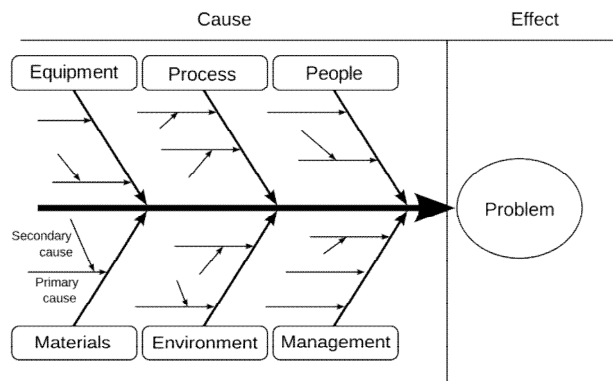 Cause
Effect
Equipment
Process
People
Problem
Secondary
cause
Primary
cause
Materials
Environment
Management